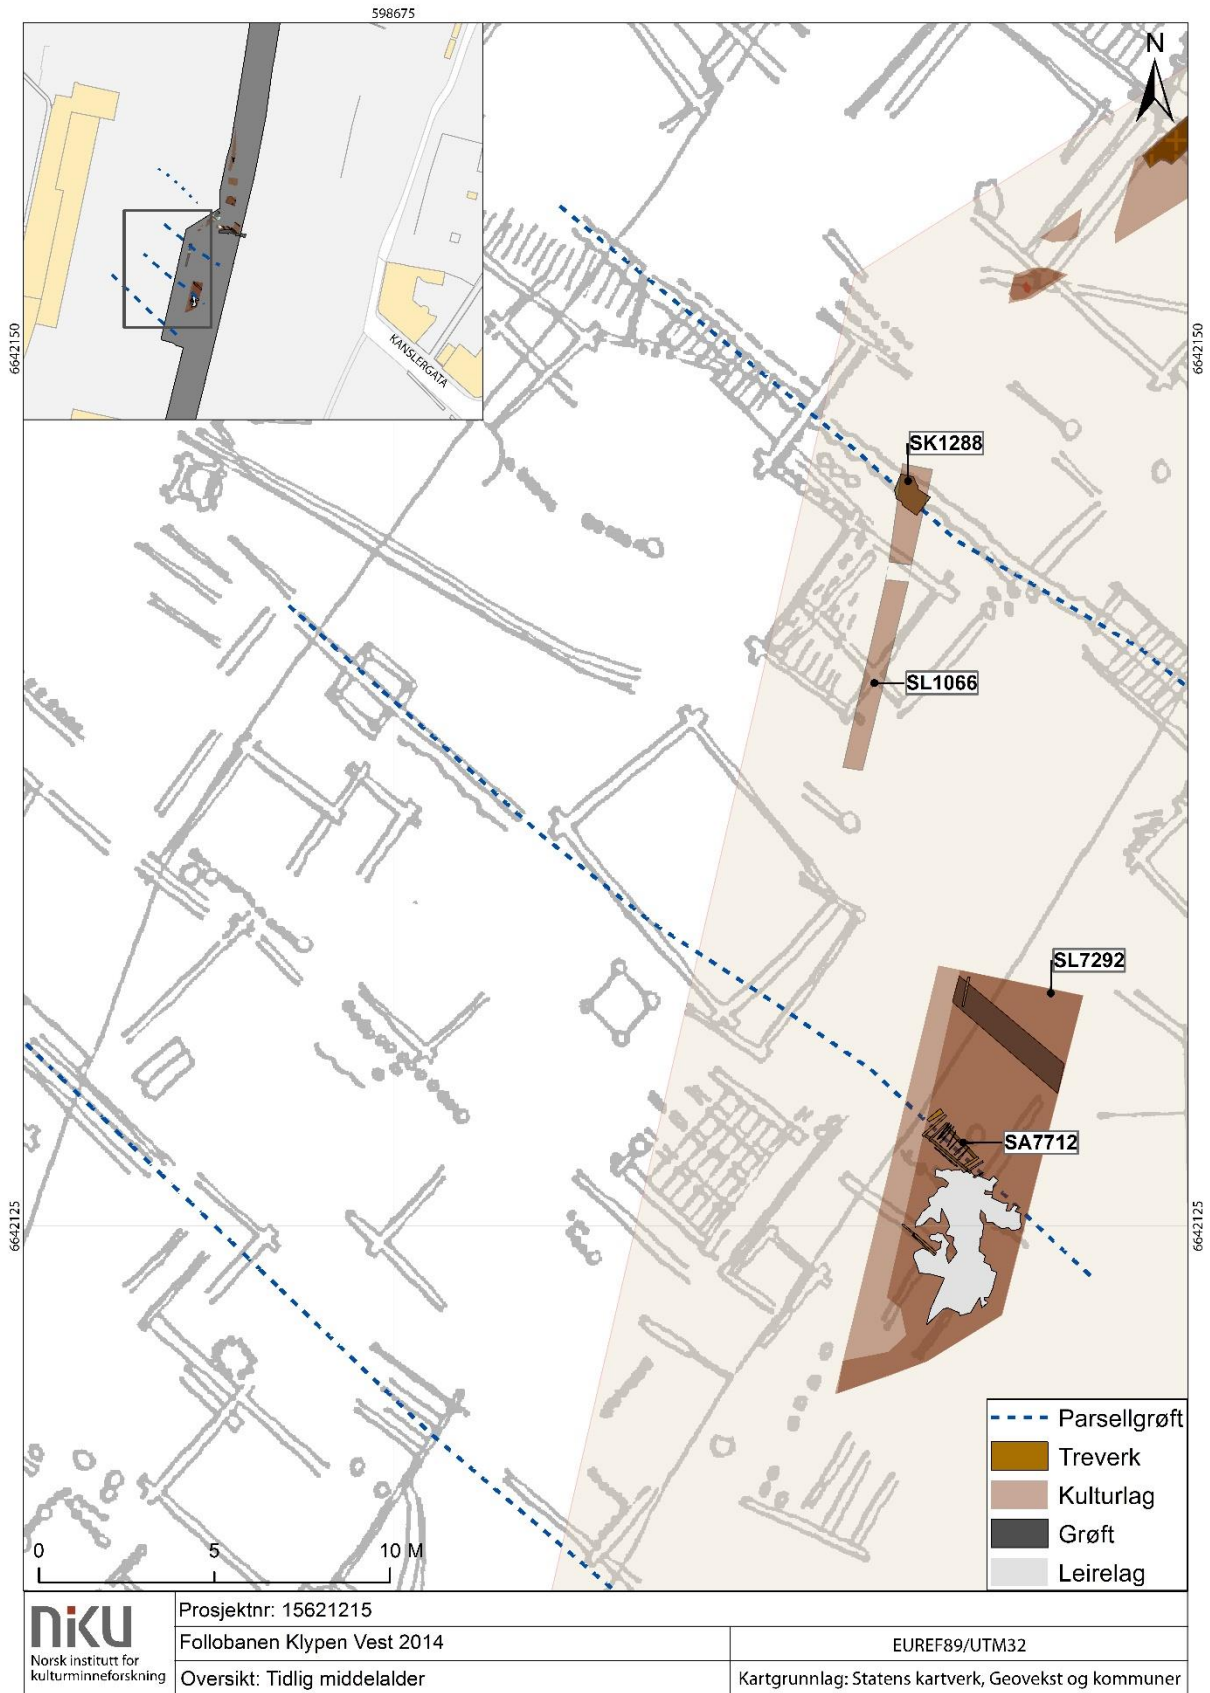 598675
N
6642150
6642150
KANSLERGATA
SK1288
SL1066
SL7292
SA7712
6642125
6642125
Parsellgrøft
Treverk
Kulturlag
Grøft
Leirelag
0 5 10 M
niku
Norsk institutt for
kulturminneforskning
Prosjektnr: 15621215
Follobanen Klypen Vest 2014
EUREF89/UTM32
Oversikt: Tidlig middelalder
Kartgrunnlag: Statens kartverk, Geovekst og kommuner